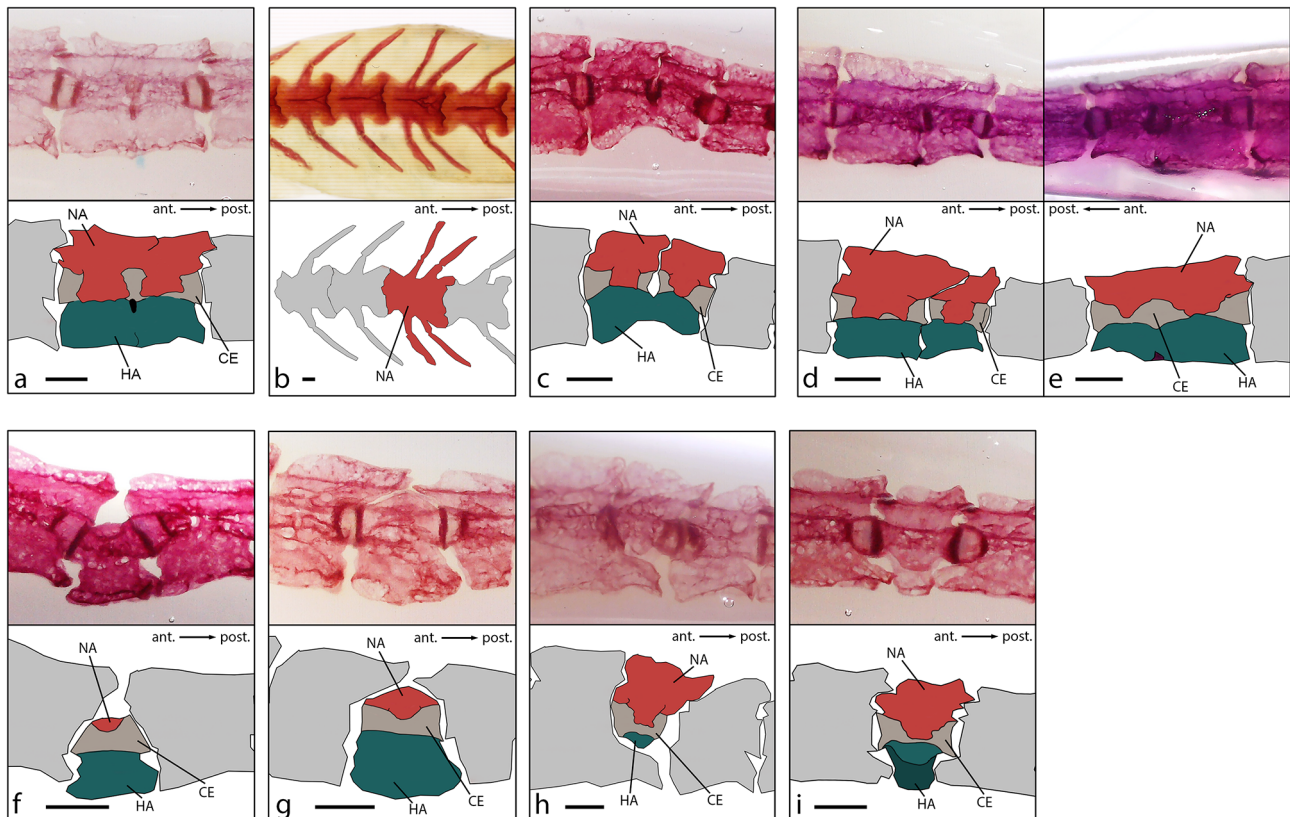 ant. → post.
NA
HA
CE
a
ant. → post.
NA
b
ant. → post.
NA
HA
CE
c
ant. → post.
NA
HA
CE
d
post. ← ant.
NA
CE
HA
e
ant. → post.
NA
CE
HA
f
ant. → post.
NA
CE
HA
g
ant. → post.
NA
HA
CE
h
ant. → post.
NA
CE
HA
i